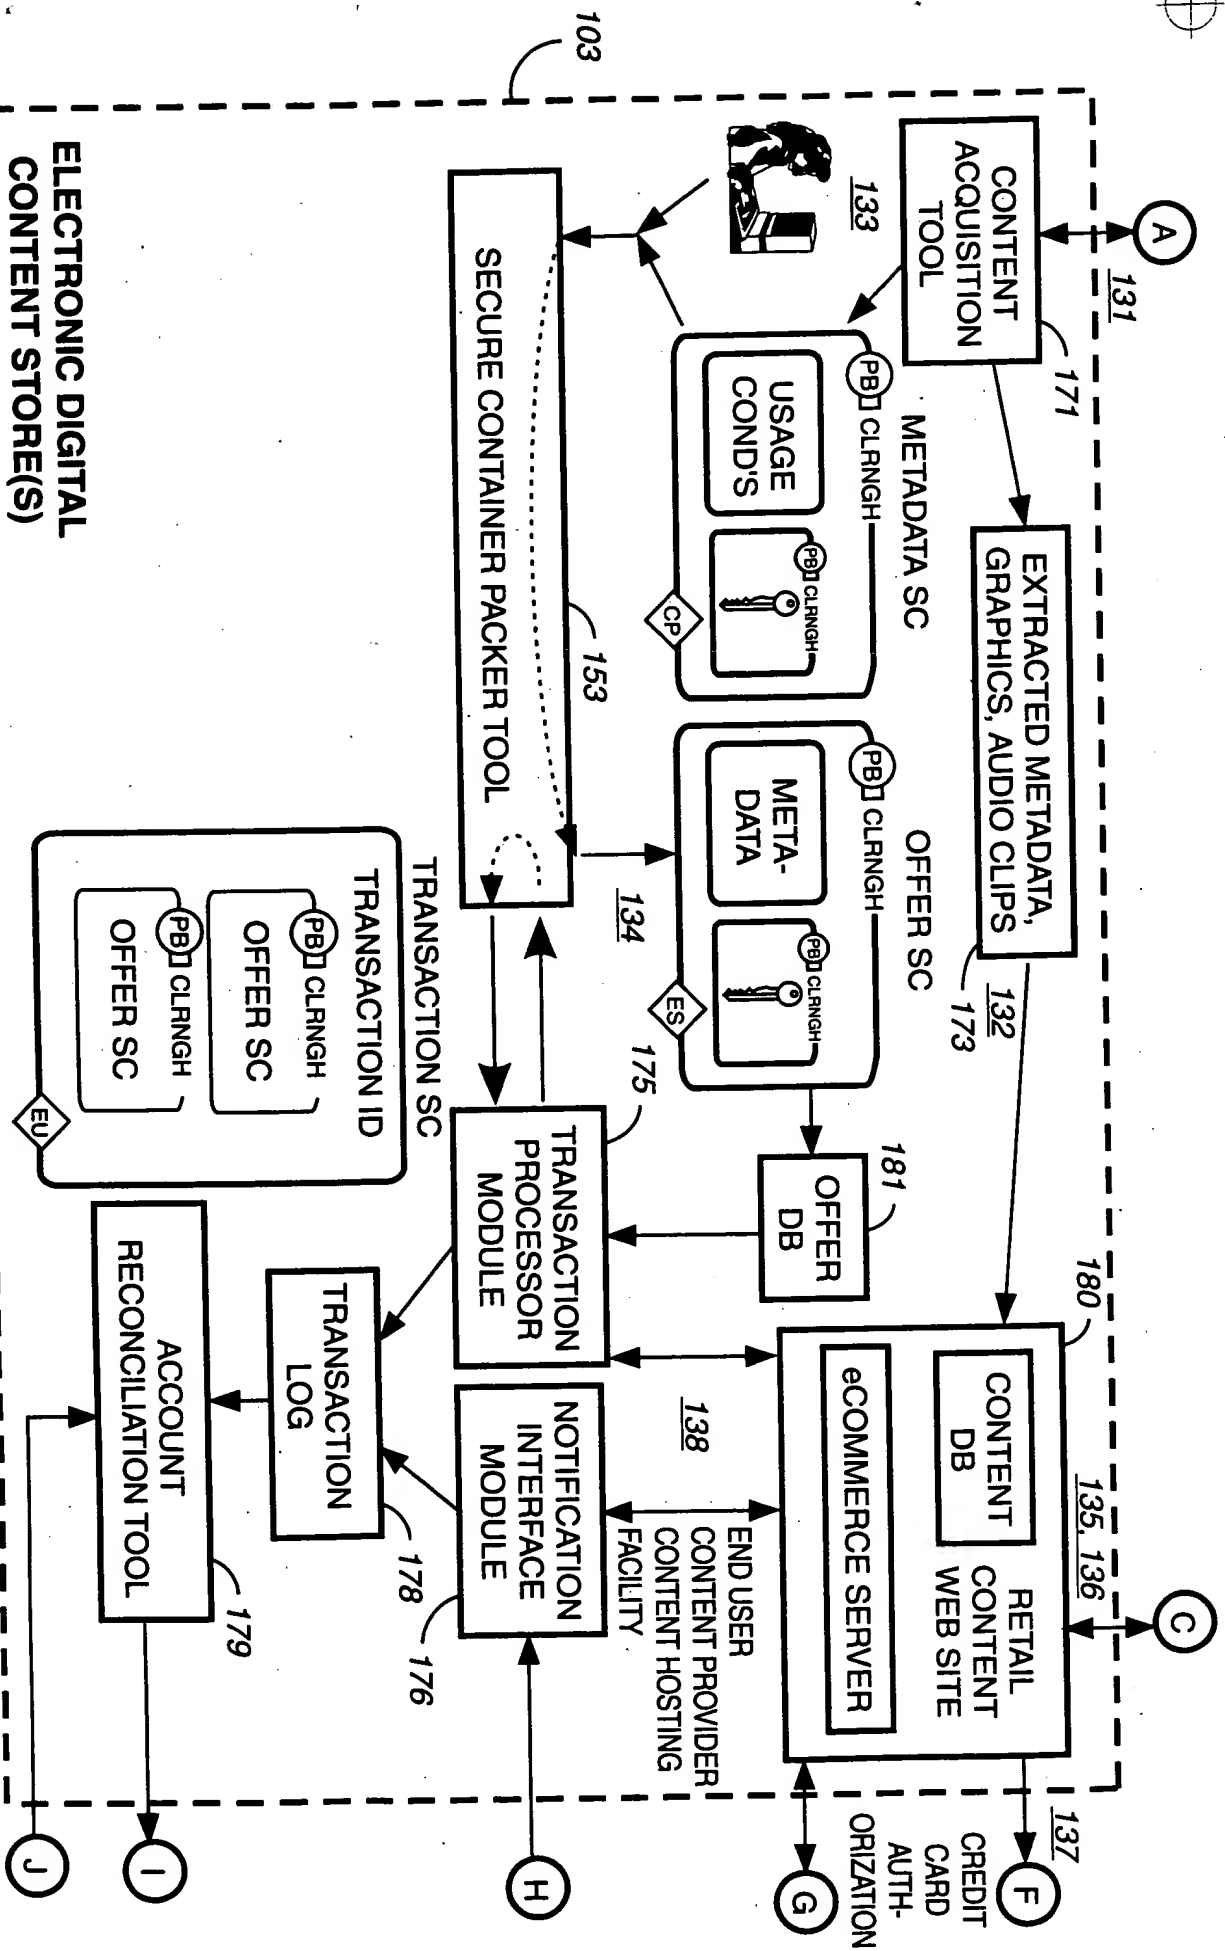 103
A
131
CONTENT
ACQUISITION
TOOL
171
133
EXTRACTED METADATA,
GRAPHICS, AUDIO CLIPS
173
132
METADATA SC
PB CLRNGH
USAGE
COND'S
PB CLRNGH
CP
OFFER SC
PB CLRNGH
META-
DATA
PB CLRNGH
ES
134
SECURE CONTAINER PACKER TOOL
153
181
OFFER
DB
180
CONTENT
DB
RETAIL
CONTENT
WEB SITE
eCOMMERCE SERVER
135, 136
C
137
F
CREDIT
CARD
AUTH-
ORIZATION
G
175
TRANSACTION
PROCESSOR
MODULE
138
END USER
CONTENT PROVIDER
CONTENT HOSTING
FACILITY
NOTIFICATION
INTERFACE
MODULE
176
H
TRANSACTION SC
TRANSACTION ID
PB CLRNGH
OFFER SC
PB CLRNGH
OFFER SC
EU
TRANSACTION
LOG
178
ACCOUNT
RECONCILIATION TOOL
179
I
J
ELECTRONIC DIGITAL
CONTENT STORE(S)